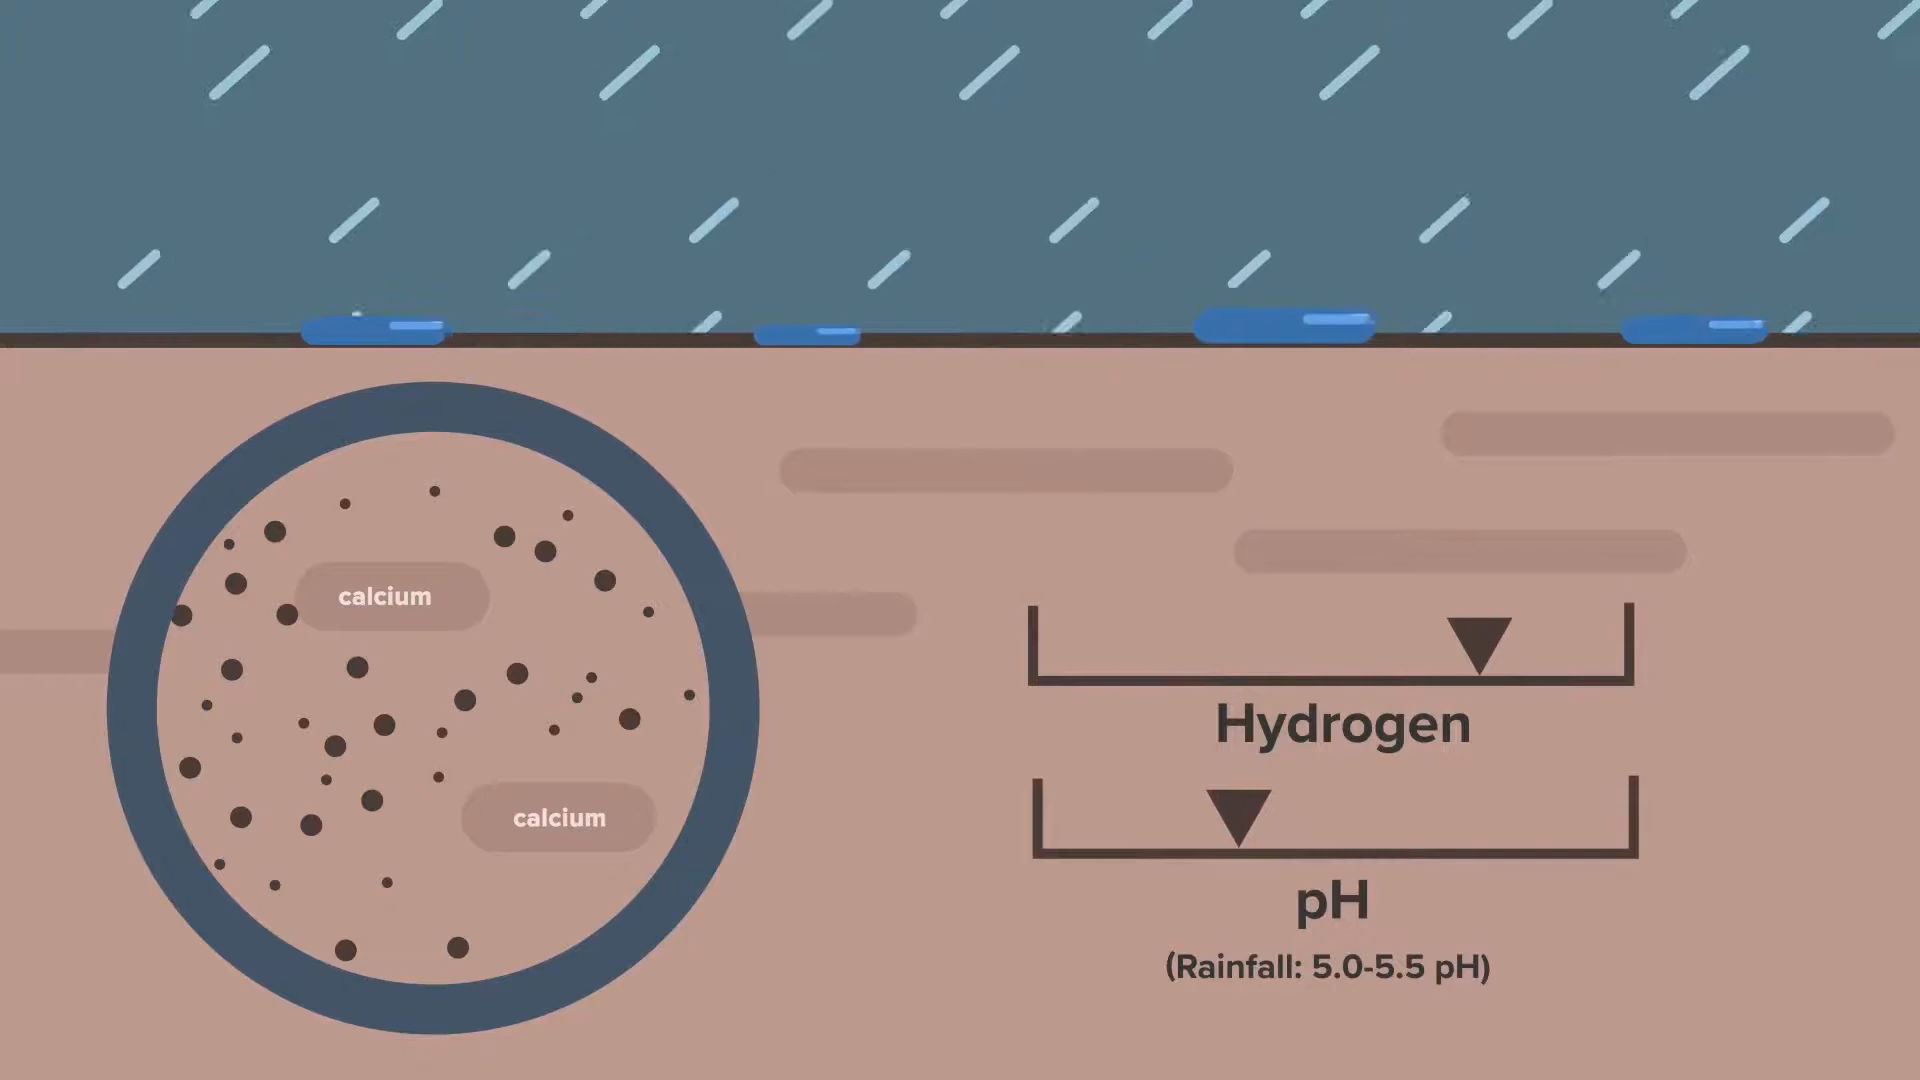 calcium
calcium
Hydrogen
pH
(Rainfall: 5.0-5.5 pH)